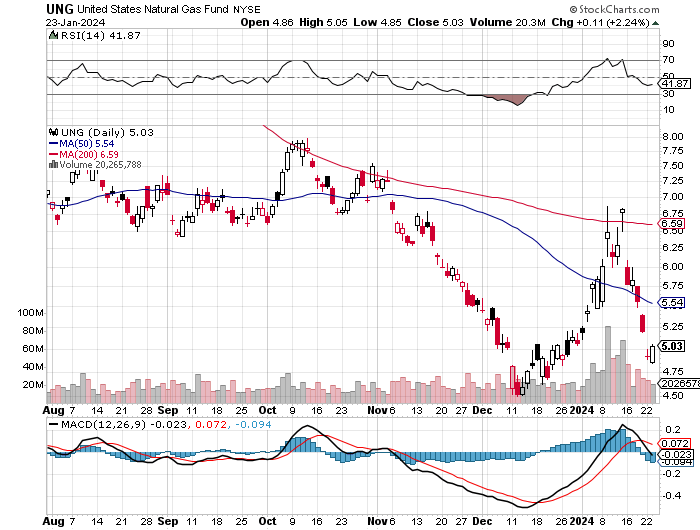 UNG United States Natural Gas Fund NYSE
© StockCharts.com
23-Jan-2024
Open 4.86 High 5.05 Low 4.85 Close 5.03 Volume 20.3M Chg +0.11 (+2.24%)
RSI(14) 41.87
90
70
50
41.87
30
10
UNG (Daily) 5.03
MA(50) 5.54
MA(200) 6.59
Volume 20,265,788
8.00
7.75
7.50
7.25
7.00
6.75
6.59
6.50
6.25
6.00
5.75
5.54
5.50
5.25
5.03
4.75
4.50
20265788
100M
80M
60M
40M
20M
Aug 7 14 21 28 Sep 11 18 25 Oct 9 16 23 Nov 6 13 20 27 Dec 11 18 26 2024 8 16 22
MACD(12,26,9) -0.023, 0.072, -0.094
0.2
0.072
-0.023
-0.094
-0.2
-0.4
Aug 7 14 21 28 Sep 11 18 25 Oct 9 16 23 Nov 6 13 20 27 Dec 11 18 26 2024 8 16 22